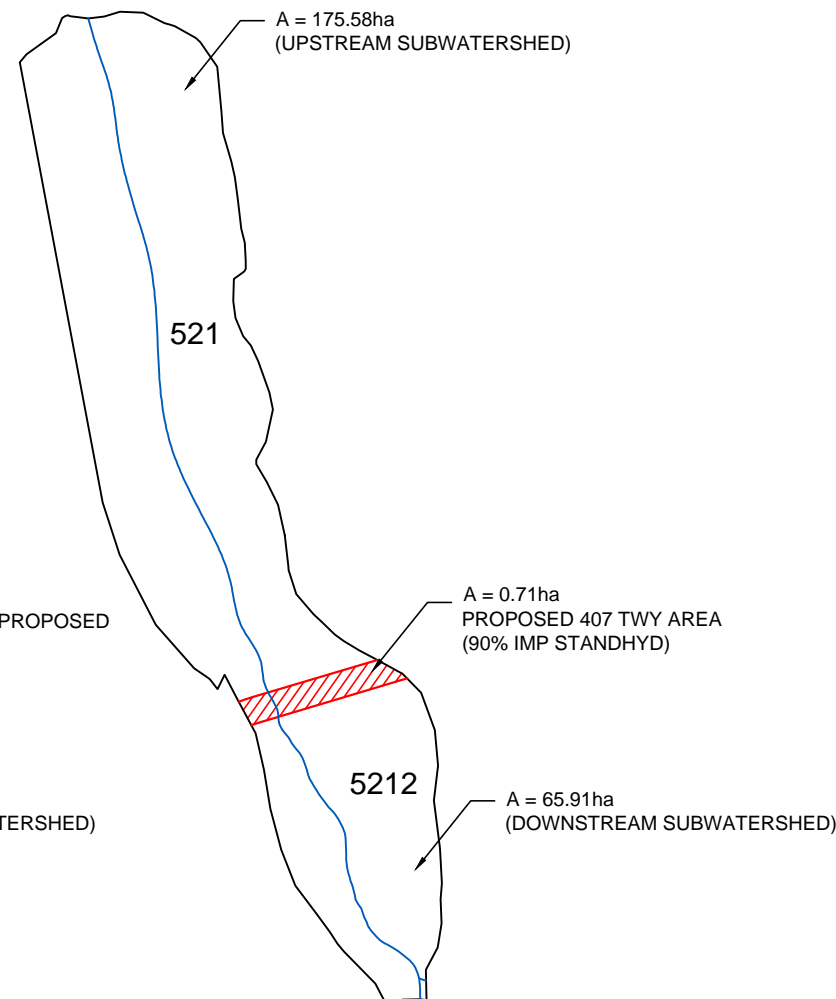 A = 175.58ha
(UPSTREAM SUBWATERSHED)
521
A = 0.71ha
PROPOSED 407 TWY AREA
(90% IMP STANDHYD)
PROPOSED
5212
A = 65.91ha
(DOWNSTREAM SUBWATERSHED)
TERSHED)